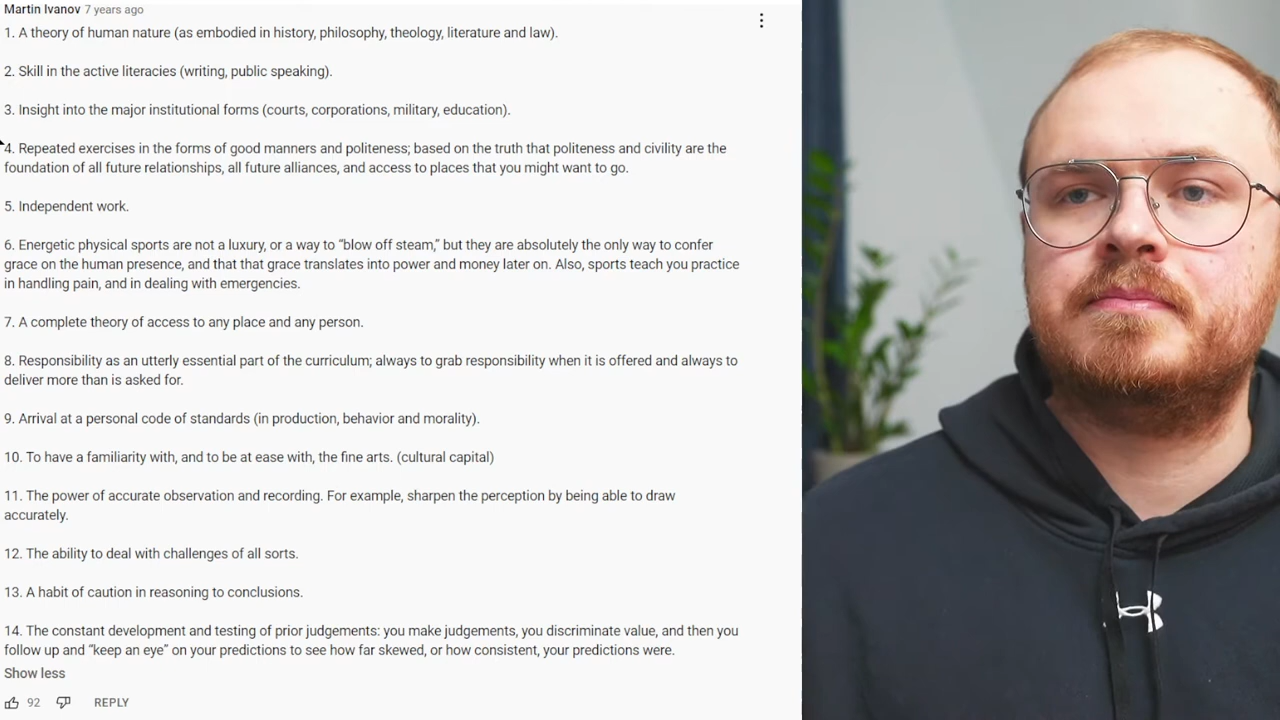 Martin Ivanov 7 years ago
1. A theory of human nature (as embodied in history, philosophy, theology, literature and law).
2. Skill in the active literacies (writing, public speaking).
3. Insight into the major institutional forms (courts, corporations, military, education).
4. Repeated exercises in the forms of good manners and politeness; based on the truth that politeness and civility are the
foundation of all future relationships, all future alliances, and access to places that you might want to go.
5. Independent work.
6. Energetic physical sports are not a luxury, or a way to “blow off steam,” but they are absolutely the only way to confer
grace on the human presence, and that that grace translates into power and money later on. Also, sports teach you practice
in handling pain, and in dealing with emergencies.
7. A complete theory of access to any place and any person.
8. Responsibility as an utterly essential part of the curriculum; always to grab responsibility when it is offered and always to
deliver more than is asked for.
9. Arrival at a personal code of standards (in production, behavior and morality).
10. To have a familiarity with, and to be at ease with, the fine arts. (cultural capital)
11. The power of accurate observation and recording. For example, sharpen the perception by being able to draw
accurately.
12. The ability to deal with challenges of all sorts.
13. A habit of caution in reasoning to conclusions.
14. The constant development and testing of prior judgements: you make judgements, you discriminate value, and then you
follow up and “keep an eye” on your predictions to see how far skewed, or how consistent, your predictions were.
Show less
92 REPLY